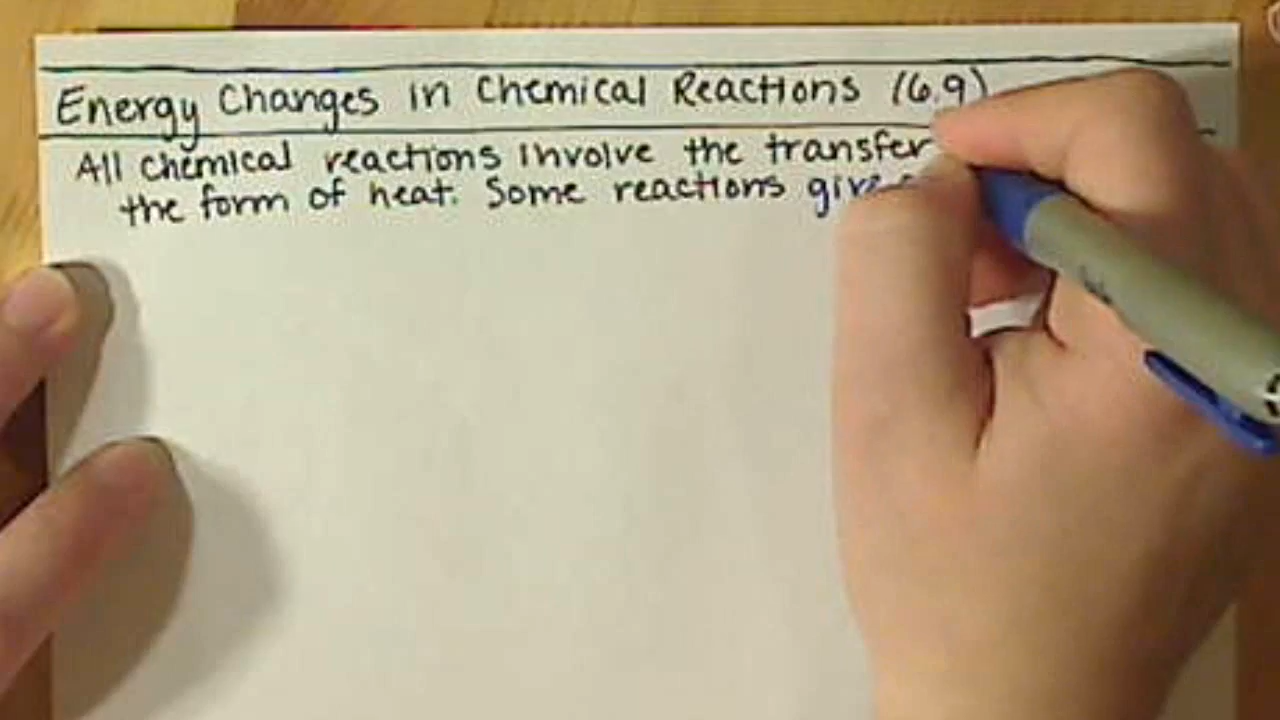 Energy Changes in Chemical Reactions (6.9)
All chemical reactions involve the transfer
the form of heat. Some reactions give